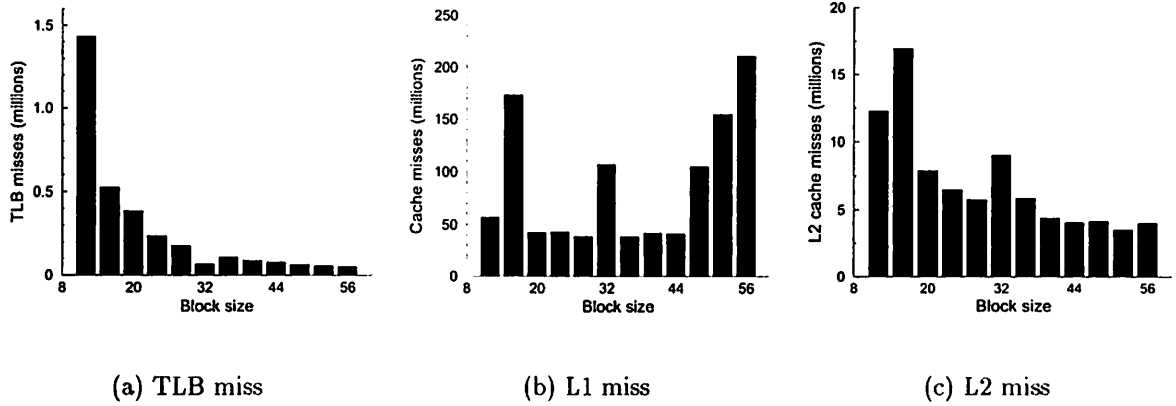 TLB misses (millions)
1.5
1.0
0.5
0
8 20 32 44 56
Block size
(a) TLB miss
Cache misses (millions)
250
200
150
100
50
0
8 20 32 44 56
Block size
(b) L1 miss
L2 cache misses (millions)
20
15
10
5
0
8 20 32 44 56
Block size
(c) L2 miss